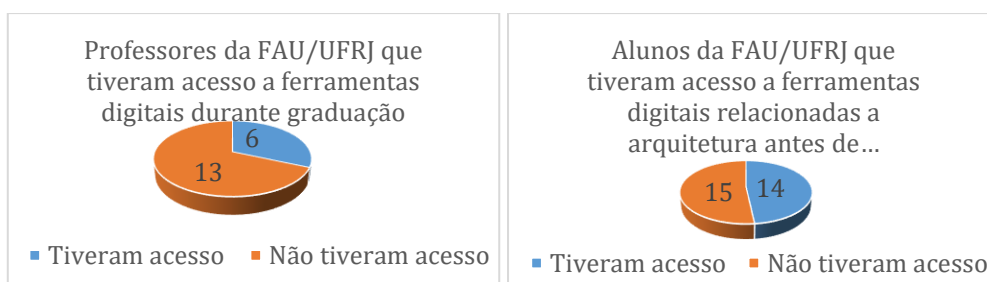 Professores da FAU/UFRJ que
tiveram acesso a ferramentas
digitais durante graduação
6
13
Tiveram acesso
Não tiveram acesso
Alunos da FAU/UFRJ que
tiveram acesso a ferramentas
digitais relacionadas a
arquitetura antes de...
15
14
Tiveram acesso
Não tiveram acesso